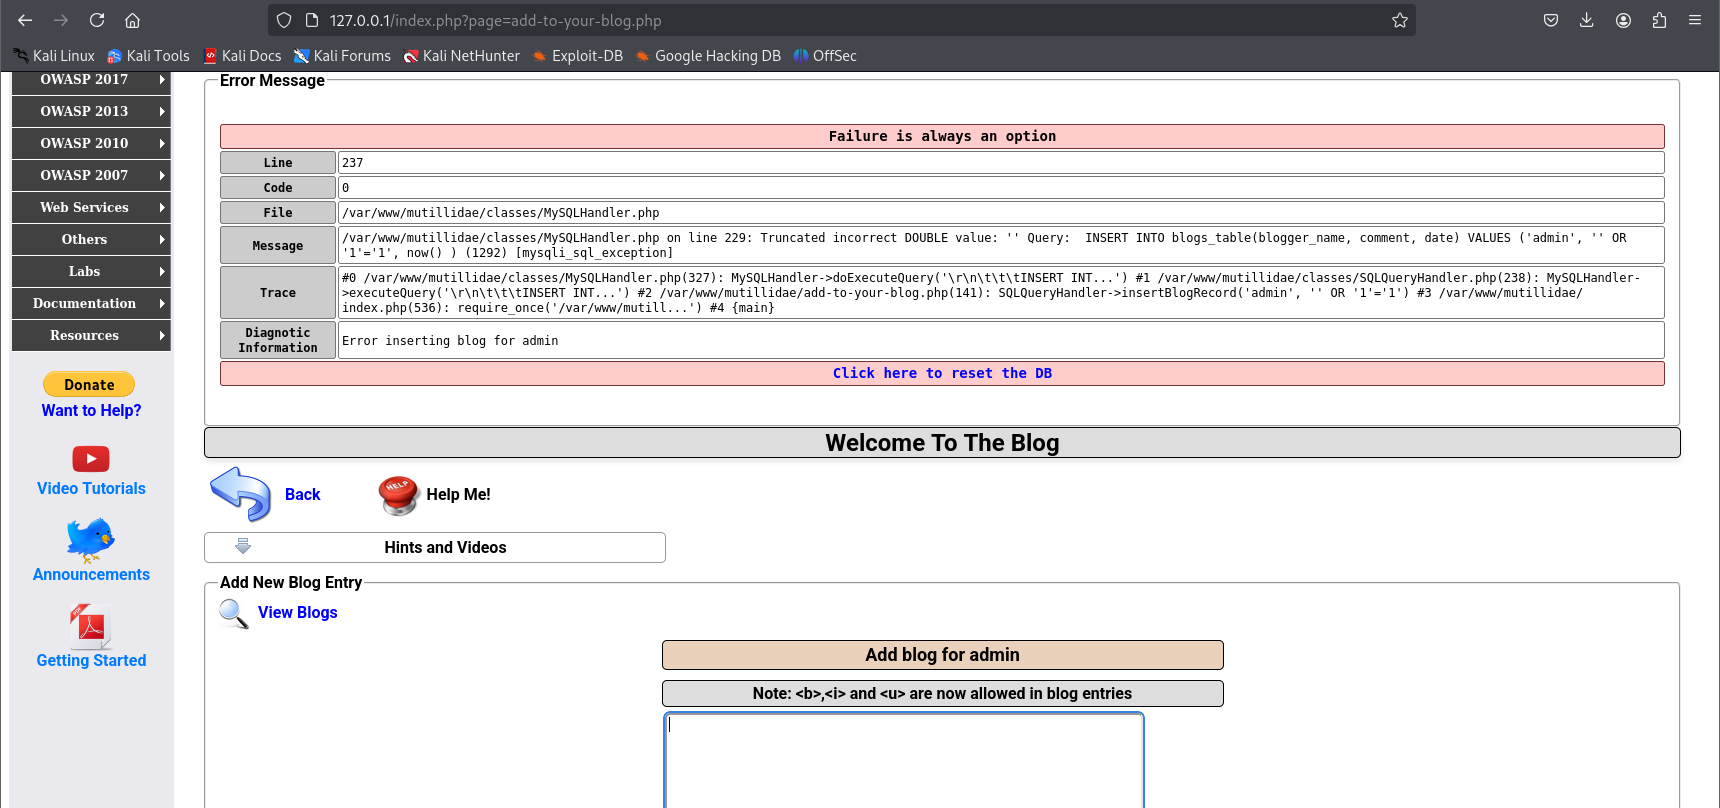 127.0.0.1/index.php?page=add-to-your-blog.php
Kali Linux Kali Tools Kali Docs Kali Forums Kali NetHunter Exploit-DB Google Hacking DB OffSec
OWASP 2017
OWASP 2013
OWASP 2010
OWASP 2007
Web Services
Others
Labs
Documentation
Resources
Donate
Want to Help?
Video Tutorials
Announcements
Getting Started
Error Message
Failure is always an option
Line 237
Code 0
File /var/www/mutillidae/classes/MySQLHandler.php
Message /var/www/mutillidae/classes/MySQLHandler.php on line 229: Truncated incorrect DOUBLE value: '' Query:  INSERT INTO blogs_table(blogger_name, comment, date) VALUES ('admin', '' OR
'1'='1', now() ) (1292) [mysqli_sql_exception]
Trace #0 /var/www/mutillidae/classes/MySQLHandler.php(327): MySQLHandler->doExecuteQuery('\r\n\t\t\tINSERT INT...') #1 /var/www/mutillidae/classes/SQLQueryHandler.php(238): MySQLHandler-
>executeQuery('\r\n\t\t\tINSERT INT...') #2 /var/www/mutillidae/add-to-your-blog.php(141): SQLQueryHandler->insertBlogRecord('admin', '' OR '1'='1') #3 /var/www/mutillidae/
index.php(536): require_once('/var/www/mutill...') #4 {main}
Diagnostic
Information Error inserting blog for admin
Click here to reset the DB
Welcome To The Blog
Back
HELP
Help Me!
Hints and Videos
Add New Blog Entry
View Blogs
Add blog for admin
Note: <b>,<i> and <u> are now allowed in blog entries